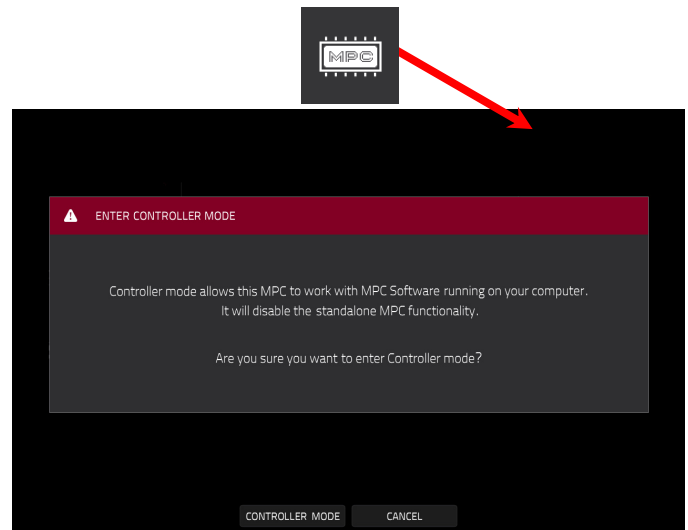 MPC
ENTER CONTROLLER MODE
Controller mode allows this MPC to work with MPC Software running on your computer.
It will disable the standalone MPC functionality.
Are you sure you want to enter Controller mode?
CONTROLLER MODE CANCEL